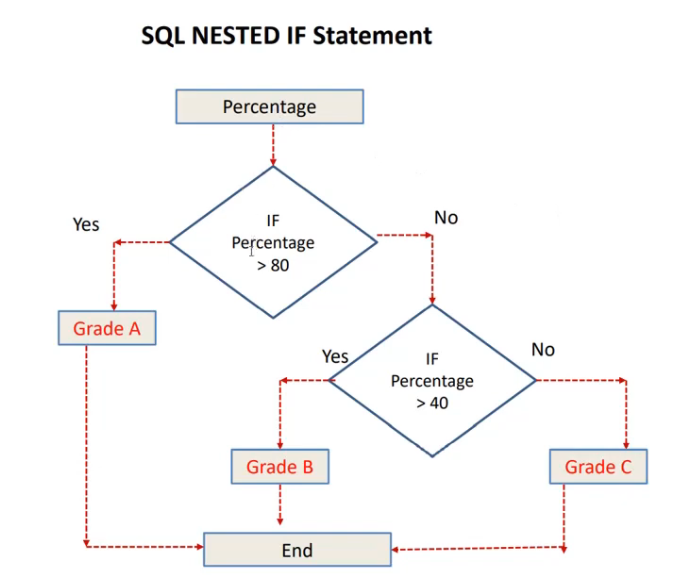 SQL NESTED IF Statement
Percentage
Yes
IF
Percentage
> 80
No
Grade A
Yes
IF
Percentage
> 40
No
Grade B
Grade C
End